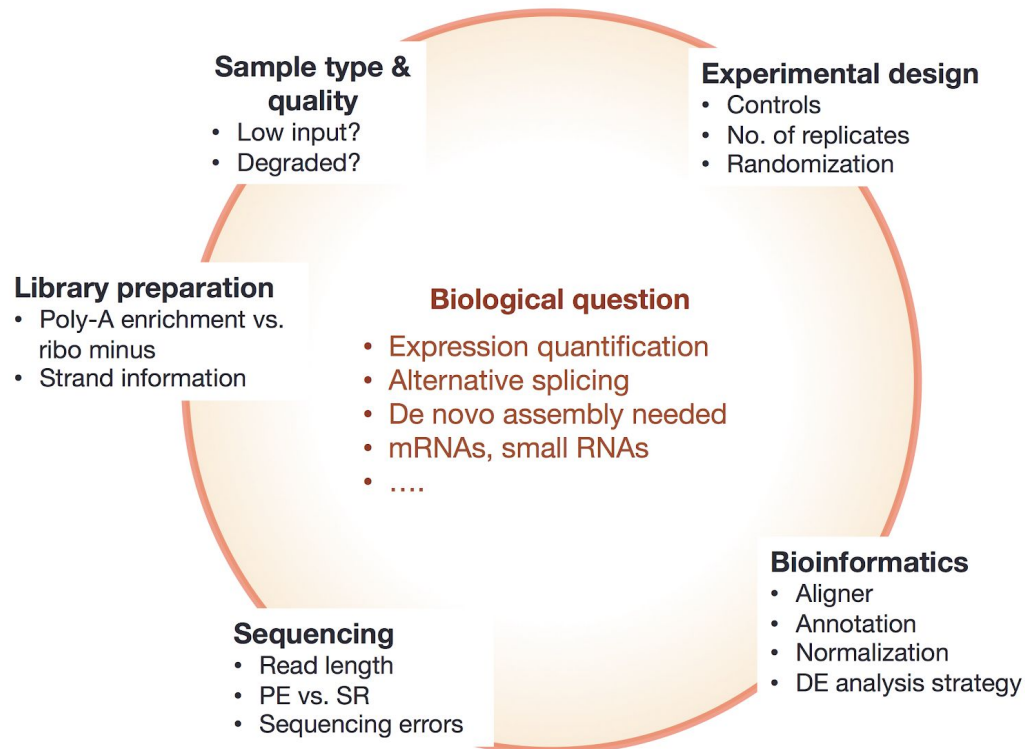 Sample type &
quality
• Low input?
• Degraded?
Experimental design
• Controls
• No. of replicates
• Randomization
Library preparation
• Poly-A enrichment vs.
ribo minus
• Strand information
Biological question
• Expression quantification
• Alternative splicing
• De novo assembly needed
• mRNAs, small RNAs
• ....
Bioinformatics
• Aligner
• Annotation
• Normalization
• DE analysis strategy
Sequencing
• Read length
• PE vs. SR
• Sequencing errors